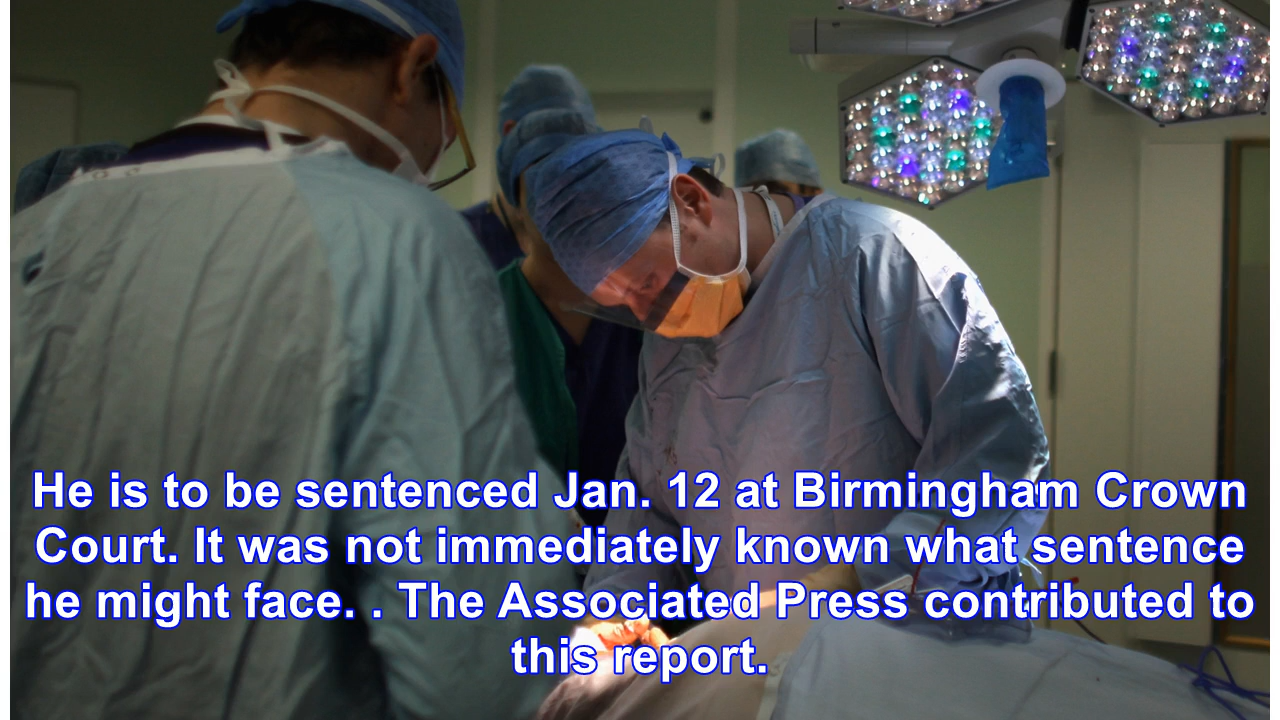 He is to be sentenced Jan. 12 at Birmingham Crown
Court. It was not immediately known what sentence
he might face. . The Associated Press contributed to
this report.